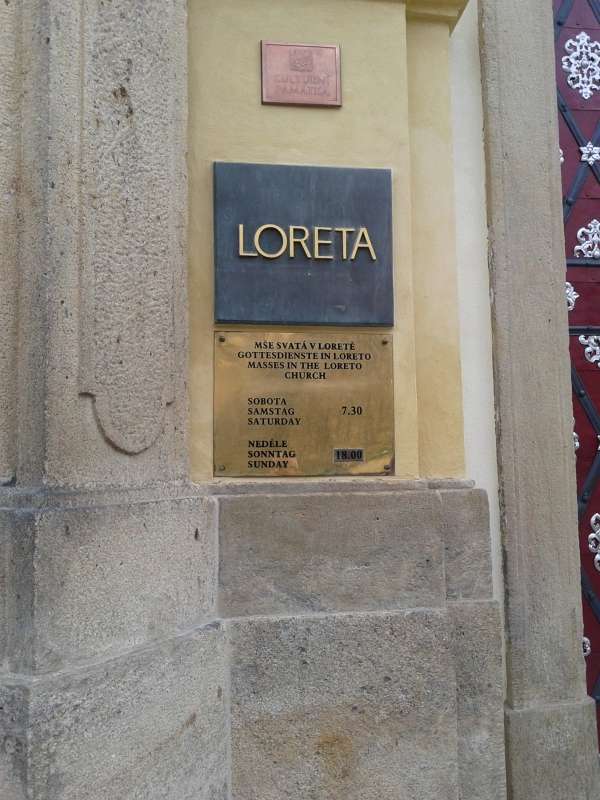 KULTURNÍ
PAMÁTKA
LORETA
MŠE SVATÁ V LORETĚ
GOTTESDIENSTE IN LORETO
MASSES IN THE LORETO
CHURCH
SOBOTA
SAMSTAG 7.30
SATURDAY
NEDĚLE
SONNTAG 18.00
SUNDAY